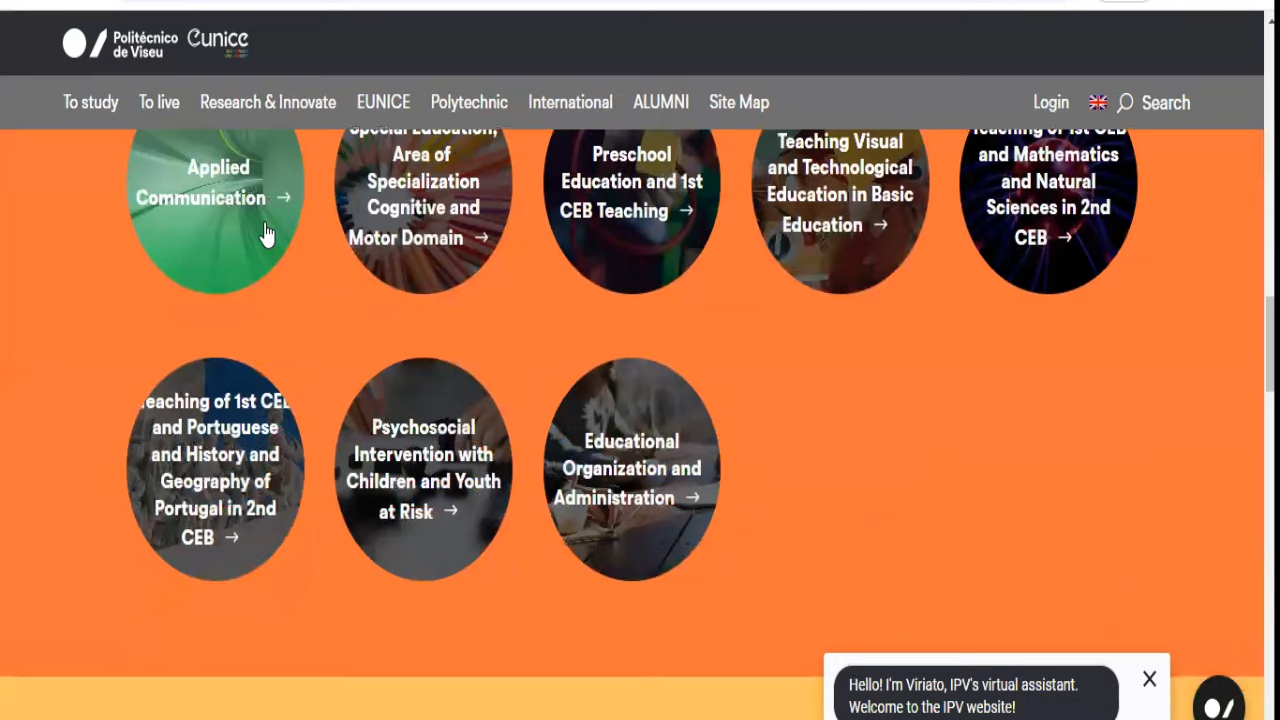 Politécnico
de Viseu
eunice
To study To live Research & Innovate EUNICE Polytechnic International ALUMNI Site Map Login Search
Applied
Communication →
Special Education,
Area of
Specialization
Cognitive and
Motor Domain →
Preschool
Education and 1st
CEB Teaching →
Teaching Visual
and Technological
Education in Basic
Education →
Teaching of 1st CEB
and Mathematics
and Natural
Sciences in 2nd
CEB →
Teaching of 1st CEB
and Portuguese
and History and
Geography of
Portugal in 2nd
CEB →
Psychosocial
Intervention with
Children and Youth
at Risk →
Educational
Organization and
Administration →
Hello! I'm Viriato, IPV's virtual assistant.
Welcome to the IPV website!
X